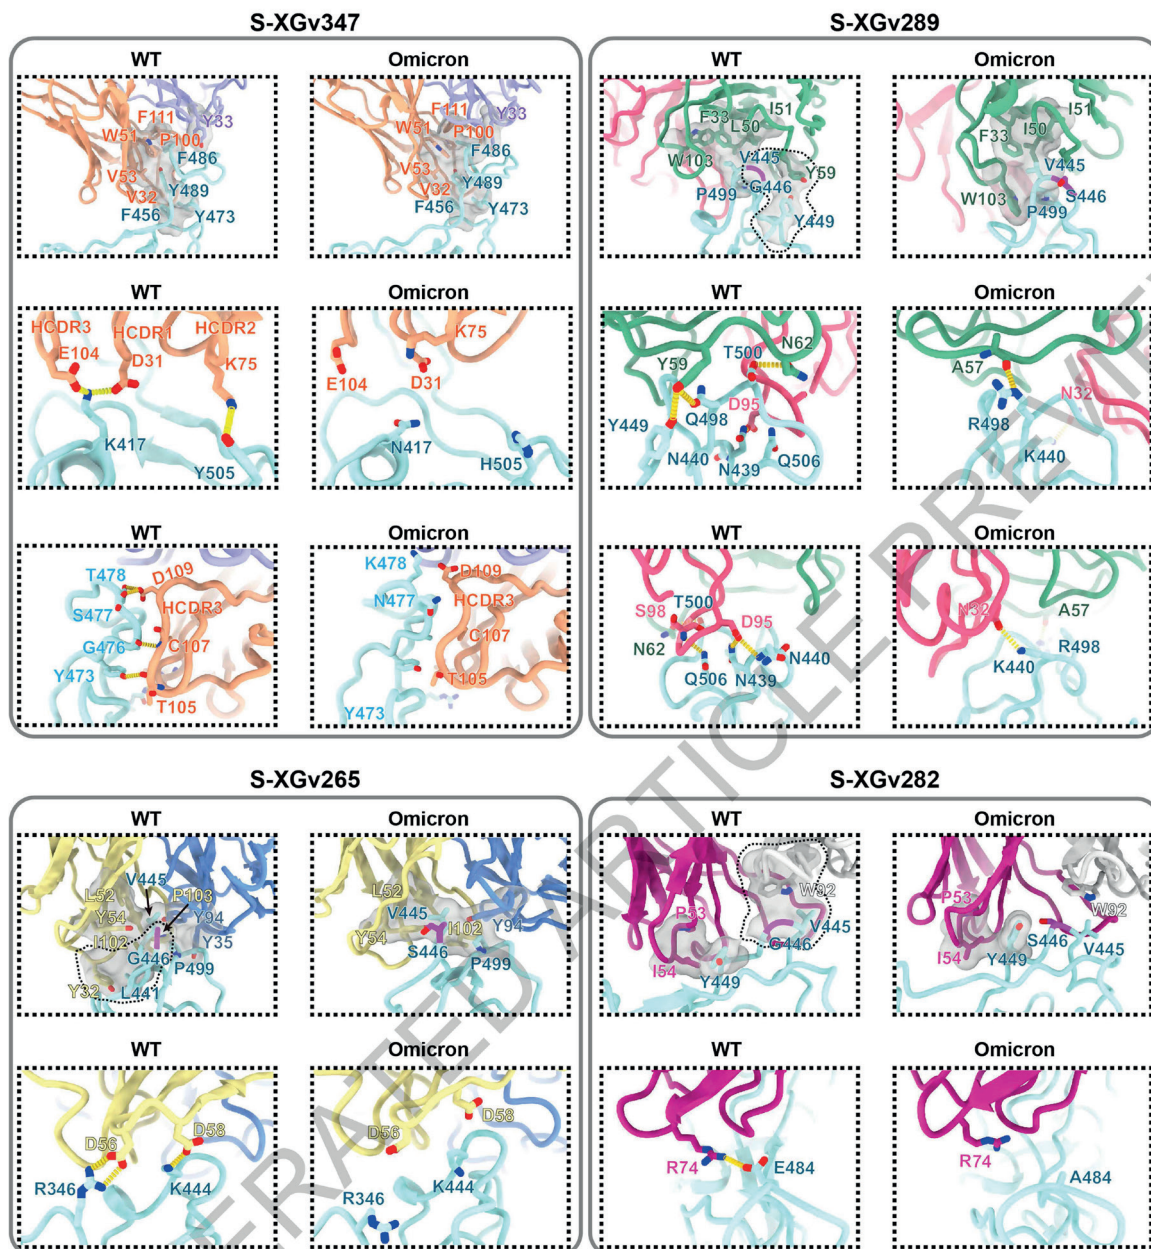 S-XGv347
WT
Omicron
F111
Y33
W51
P100
F486
V53
Y489
V32
F456
Y473
F111
Y33
W51
P100
F486
V53
Y489
V32
F456
Y473
WT
Omicron
HCDR3
HCDR1
HCDR2
E104
D31
K75
K417
Y505
K75
E104
D31
N417
H505
WT
Omicron
T478
D109
S477
HCDR3
G476
C107
Y473
T105
K478
D109
N477
HCDR3
C107
T105
Y473
S-XGv289
WT
Omicron
I51
F33
L50
W103
V445
Y59
P499
G446
Y449
I51
F33
I50
V445
W103
S446
P499
WT
Omicron
T500
N62
Y59
D95
Y449
Q498
N440
N439
Q506
A57
N32
R498
K440
WT
Omicron
S98
T500
D95
N62
N440
Q506
N439
N32
A57
R498
K440
S-XGv265
WT
Omicron
L52
V445
P103
Y54
Y94
I102
Y35
G446
P499
Y32
L441
L52
V445
I102
Y94
Y54
S446
P499
WT
Omicron
D56
D58
R346
K444
D58
D56
K444
R346
S-XGv282
WT
Omicron
W92
P53
V445
G446
I54
Y449
P53
W92
S446
I54
Y449
V445
WT
Omicron
R74
E484
R74
A484
ERATED ARTICLE PREVIE